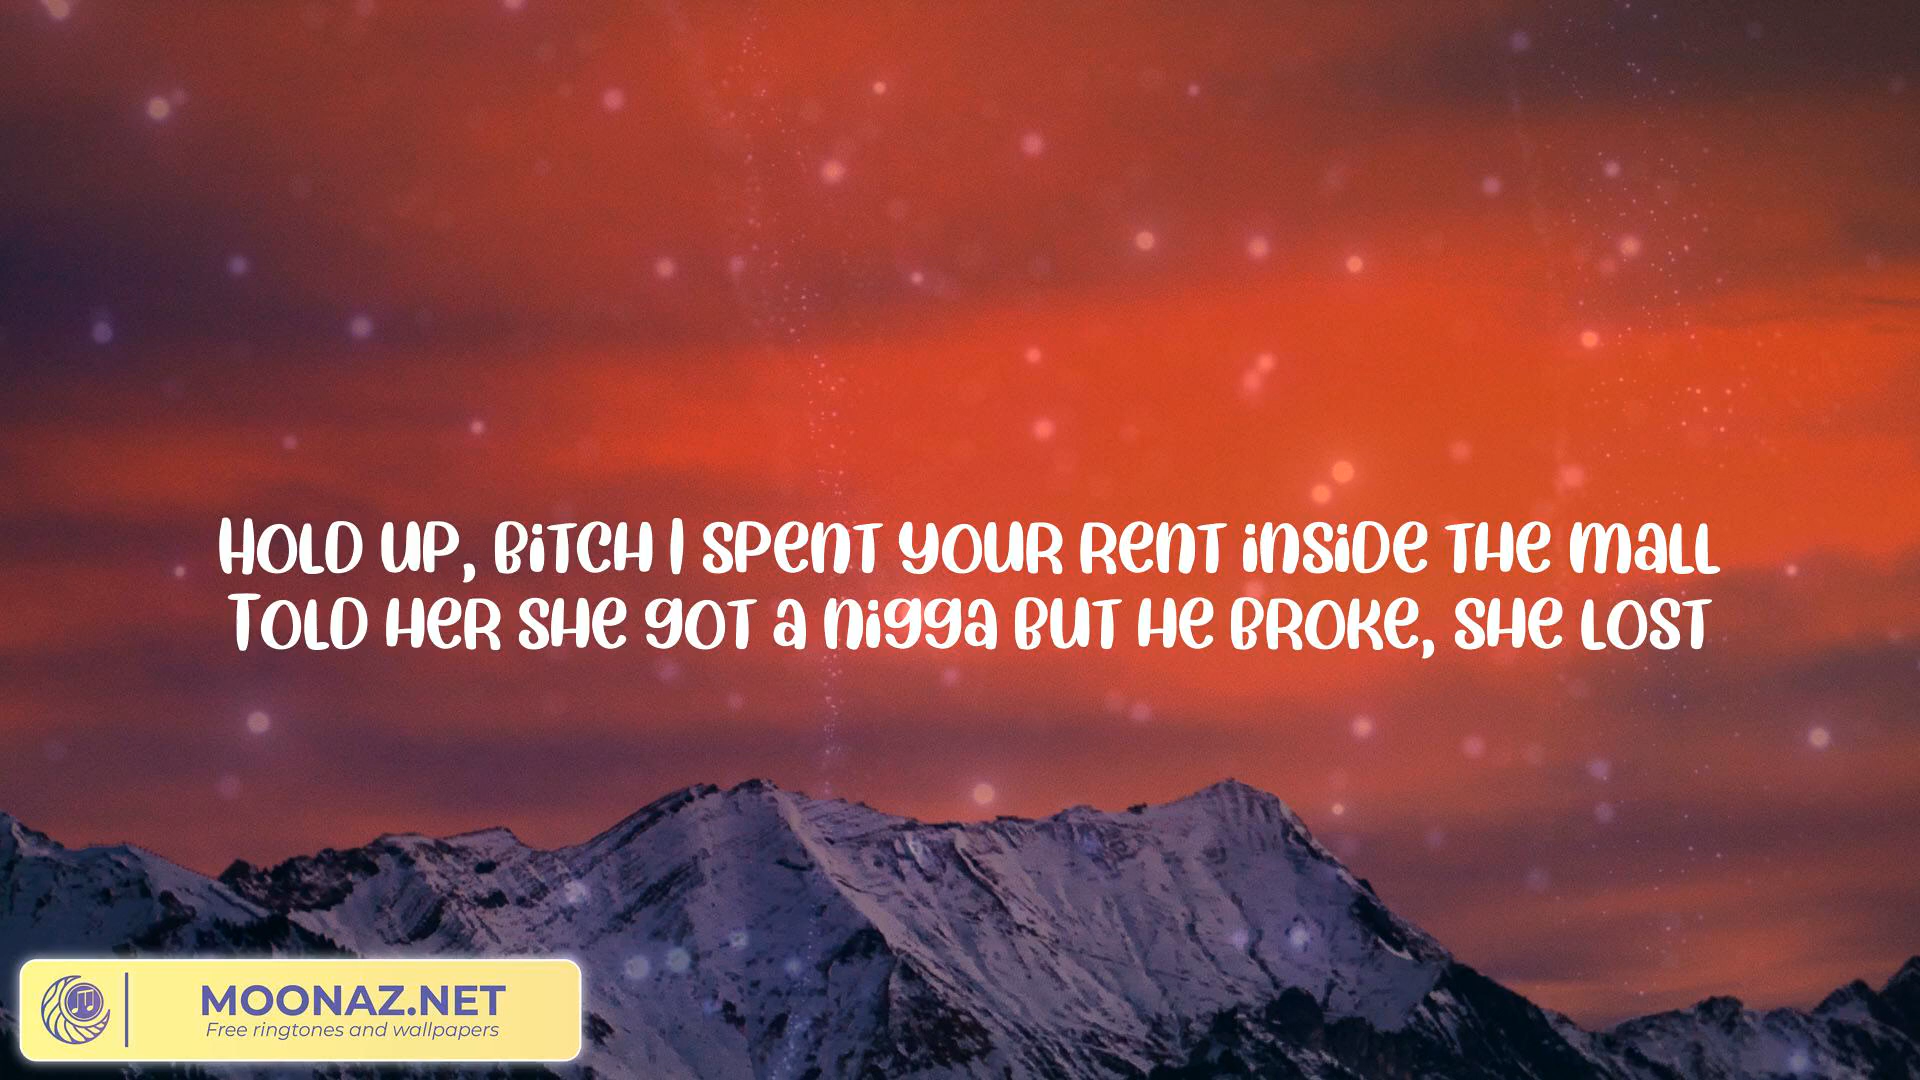 Hold up, bitch I spent your rent inside the mall
Told her she got a nigga but he broke, she lost
MOONAZ.NET
Free ringtones and wallpapers